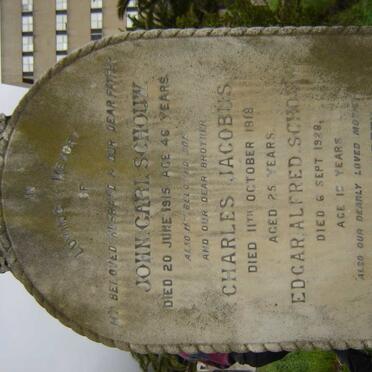 IN
LOVING MEMORY
OF
MY BELOVED HUSBAND & OUR DEAR FATHER
JOHN CARL SCHOUW
DIED 20 JUNE 1915 AGE 46 YEARS.
ALSO MY BELOVED SON
AND OUR DEAR BROTHER
CHARLES JACOBUS
DIED 11TH OCTOBER 1918
AGED 25 YEARS.
EDGAR ALFRED SCHOUW
DIED 6 SEPT 1928,
AGE YEARS
ALSO OUR DEARLY LOVED MOTHER